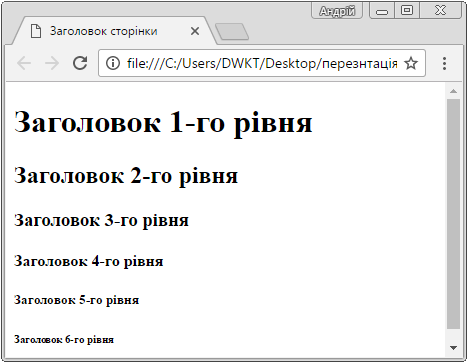 Андрій
Заголовок сторінки
file:///C:/Users/DWKT/Desktop/перезнтація
Заголовок 1-го рівня
Заголовок 2-го рівня
Заголовок 3-го рівня
Заголовок 4-го рівня
Заголовок 5-го рівня
Заголовок 6-го рівня